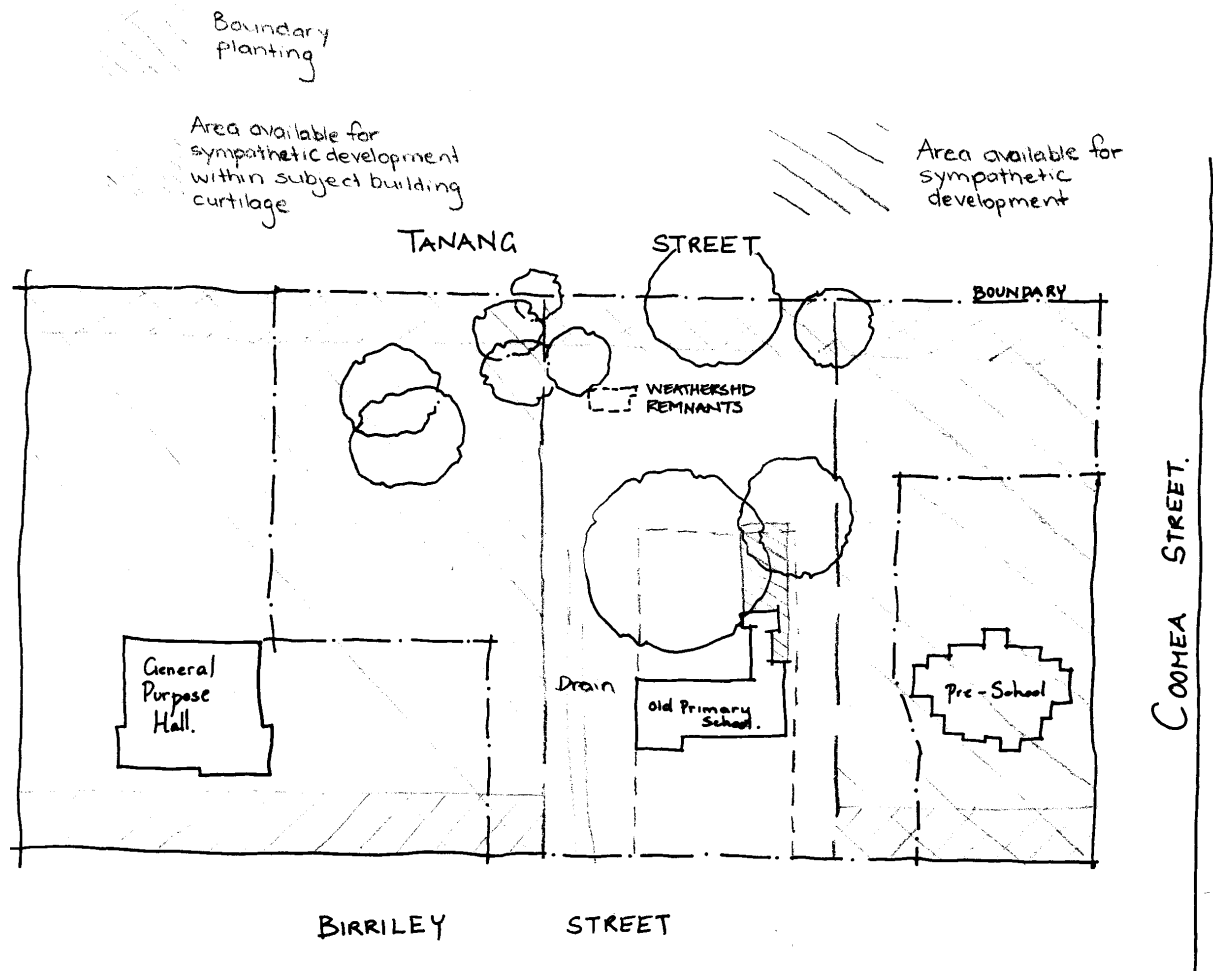 Boundary
planting
Area available for
sympathetic development
within subject building
curtilage
Area available for
sympathetic
development
TANANG STREET
BOUNDARY
WEATHERSHD
REMNANTS
COOMEA STREET.
General
Purpose
Hall.
Drain
Old Primary
School.
Pre-School
BIRRILEY STREET